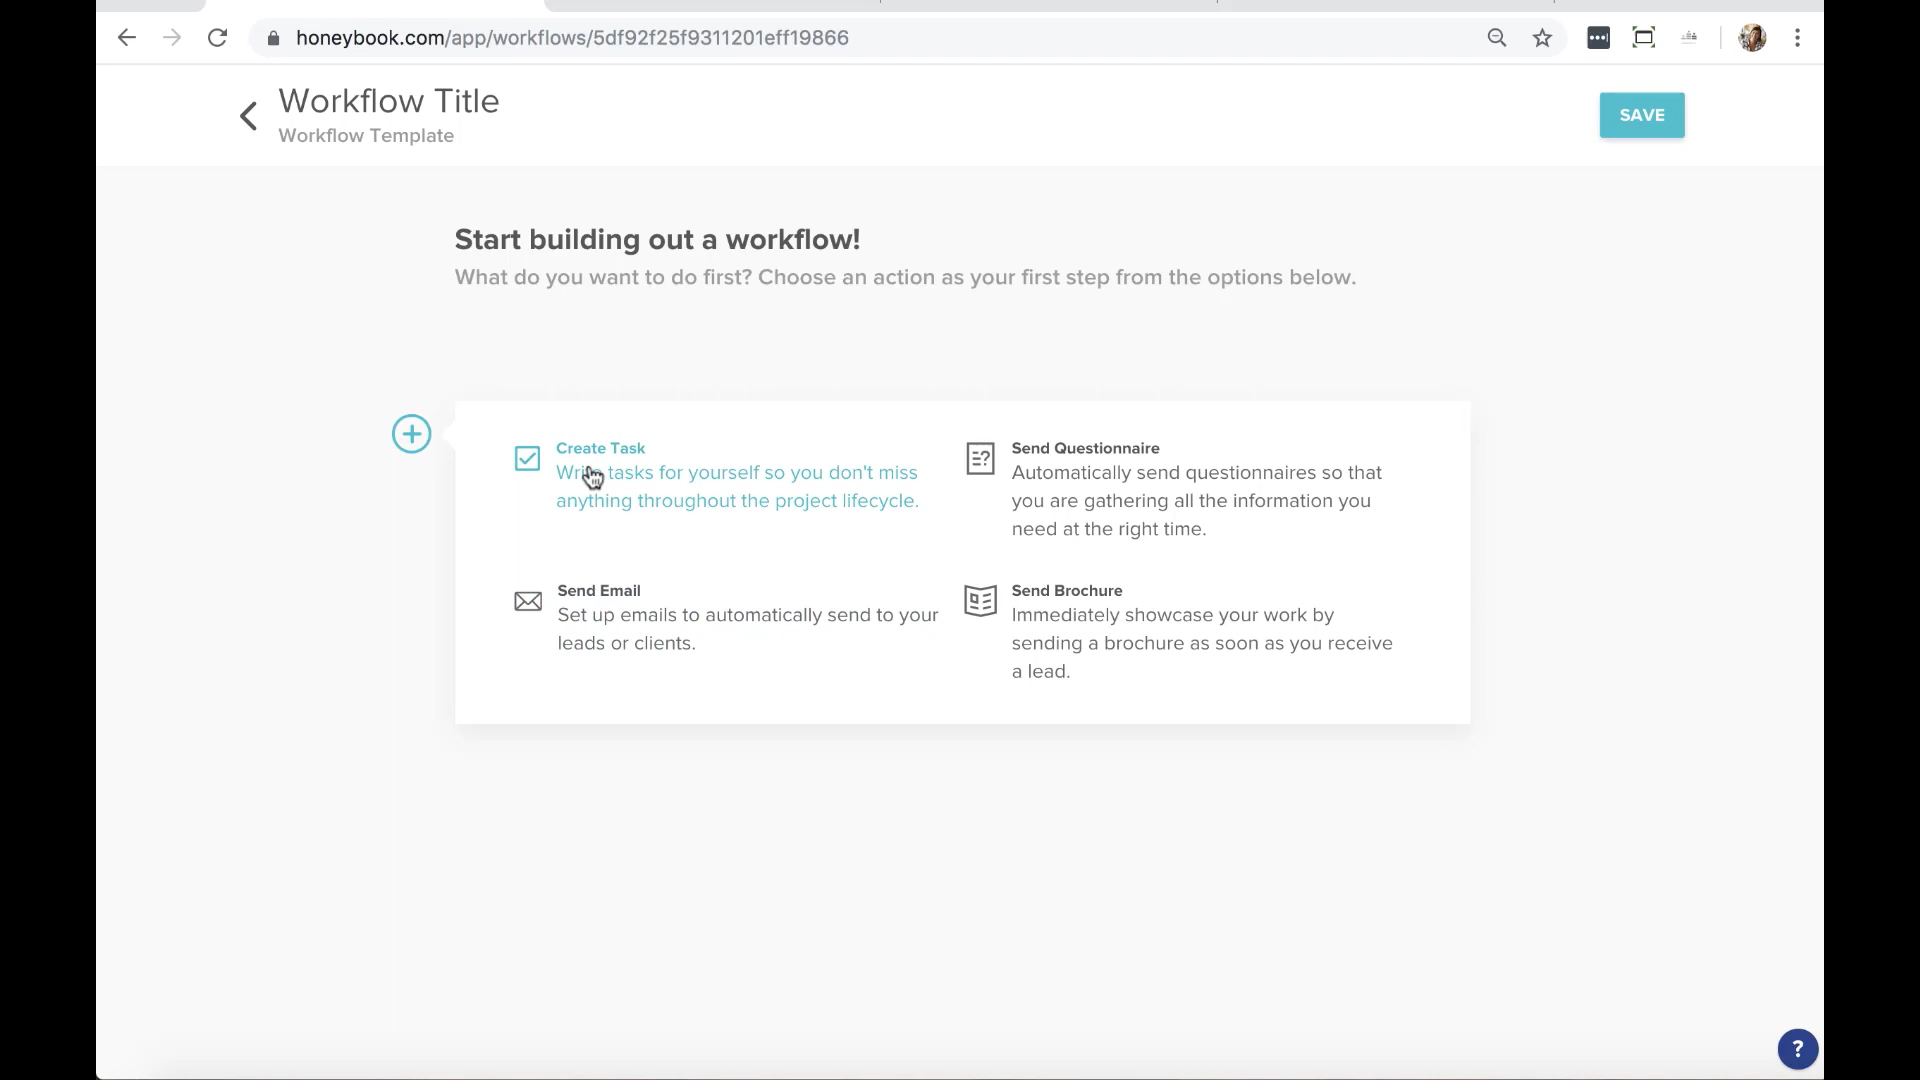 honeybook.com/app/workflows/5df92f25f9311201eff19866
Workflow Title
Workflow Template
SAVE
Start building out a workflow!
What do you want to do first? Choose an action as your first step from the options below.
Create Task
Write tasks for yourself so you don't miss
anything throughout the project lifecycle.
Send Questionnaire
Automatically send questionnaires so that
you are gathering all the information you
need at the right time.
Send Email
Set up emails to automatically send to your
leads or clients.
Send Brochure
Immediately showcase your work by
sending a brochure as soon as you receive
a lead.
?